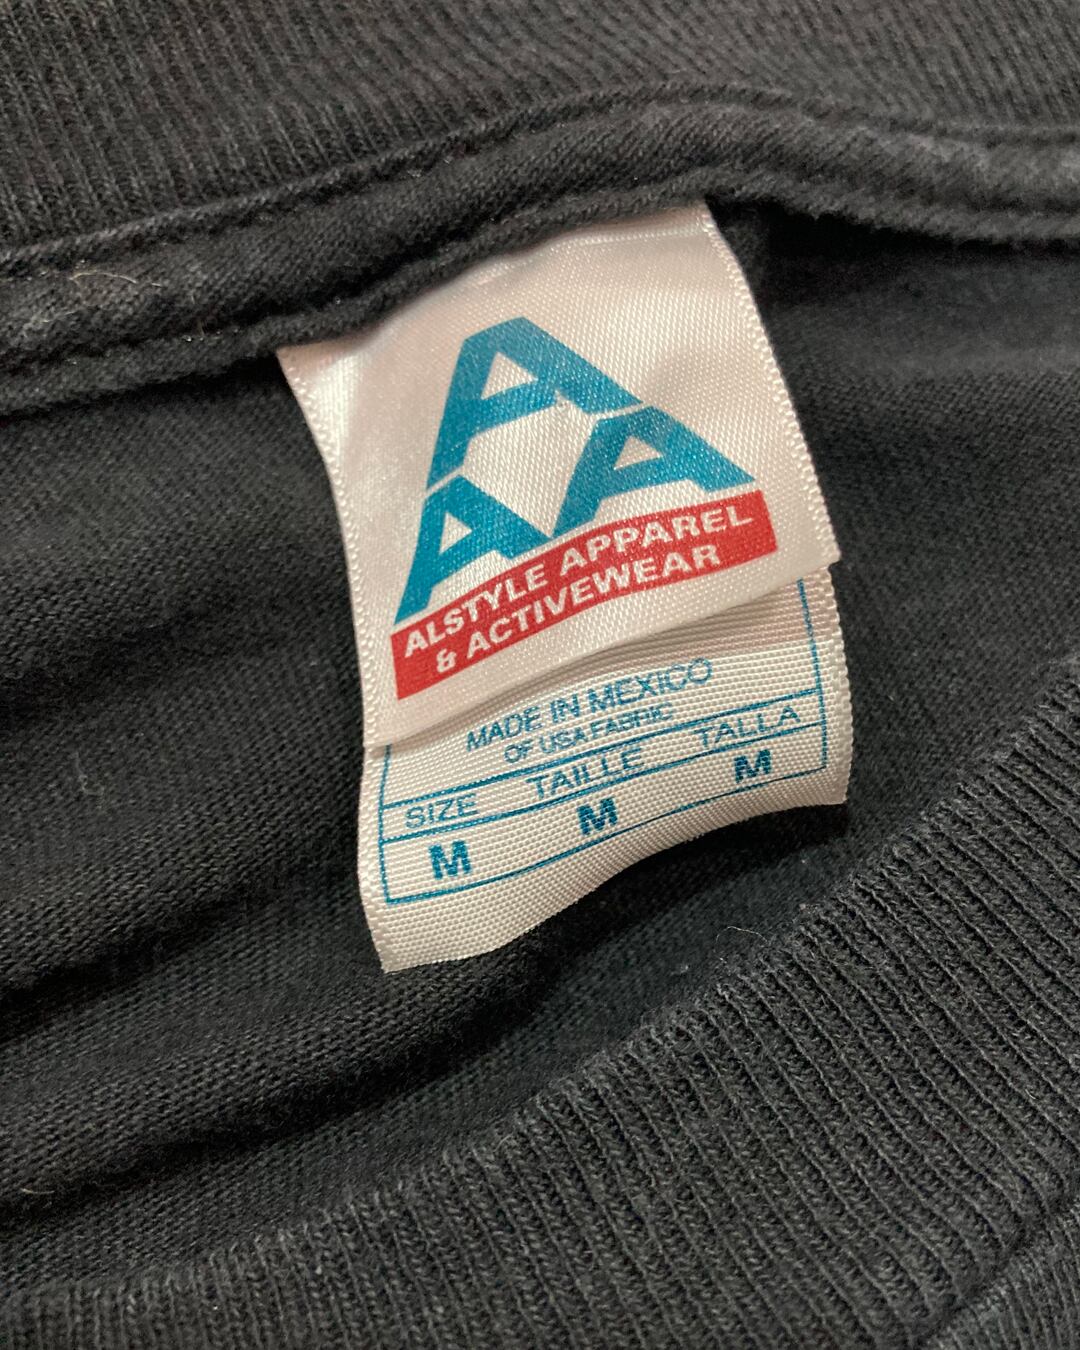 AAA
ALSTYLE APPAREL
& ACTIVEWEAR
MADE IN MEXICO
OF USA FABRIC
SIZE TAILLE TALLA
M M M